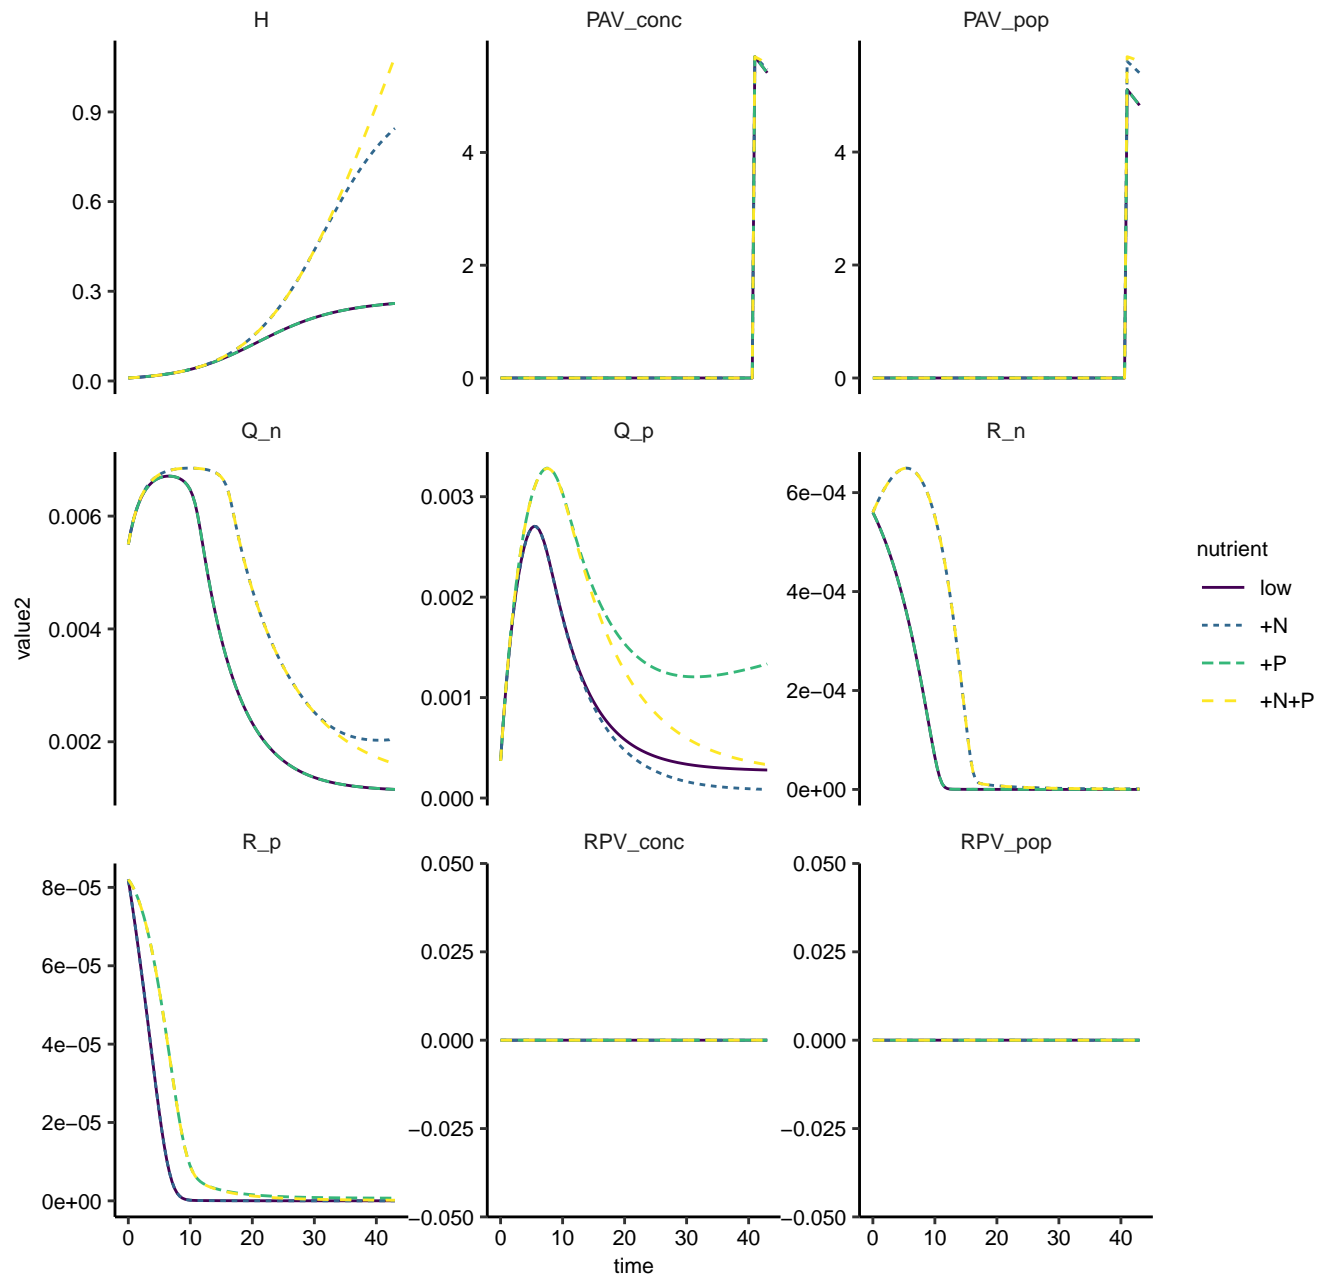 H
PAV_conc
PAV_pop
0.9
0.6
0.3
0.0
4
2
0
4
2
0
Q_n
Q_p
R_n
0.006
0.004
0.002
0.003
0.002
0.001
0.000
6e−04
4e−04
2e−04
0e+00
R_p
RPV_conc
RPV_pop
8e−05
6e−05
4e−05
2e−05
0e+00
0.050
0.025
0.000
−0.025
−0.050
0.050
0.025
0.000
−0.025
−0.050
0 10 20 30 40
0 10 20 30 40
0 10 20 30 40
time
value2
nutrient
low
+N
+P
+N+P